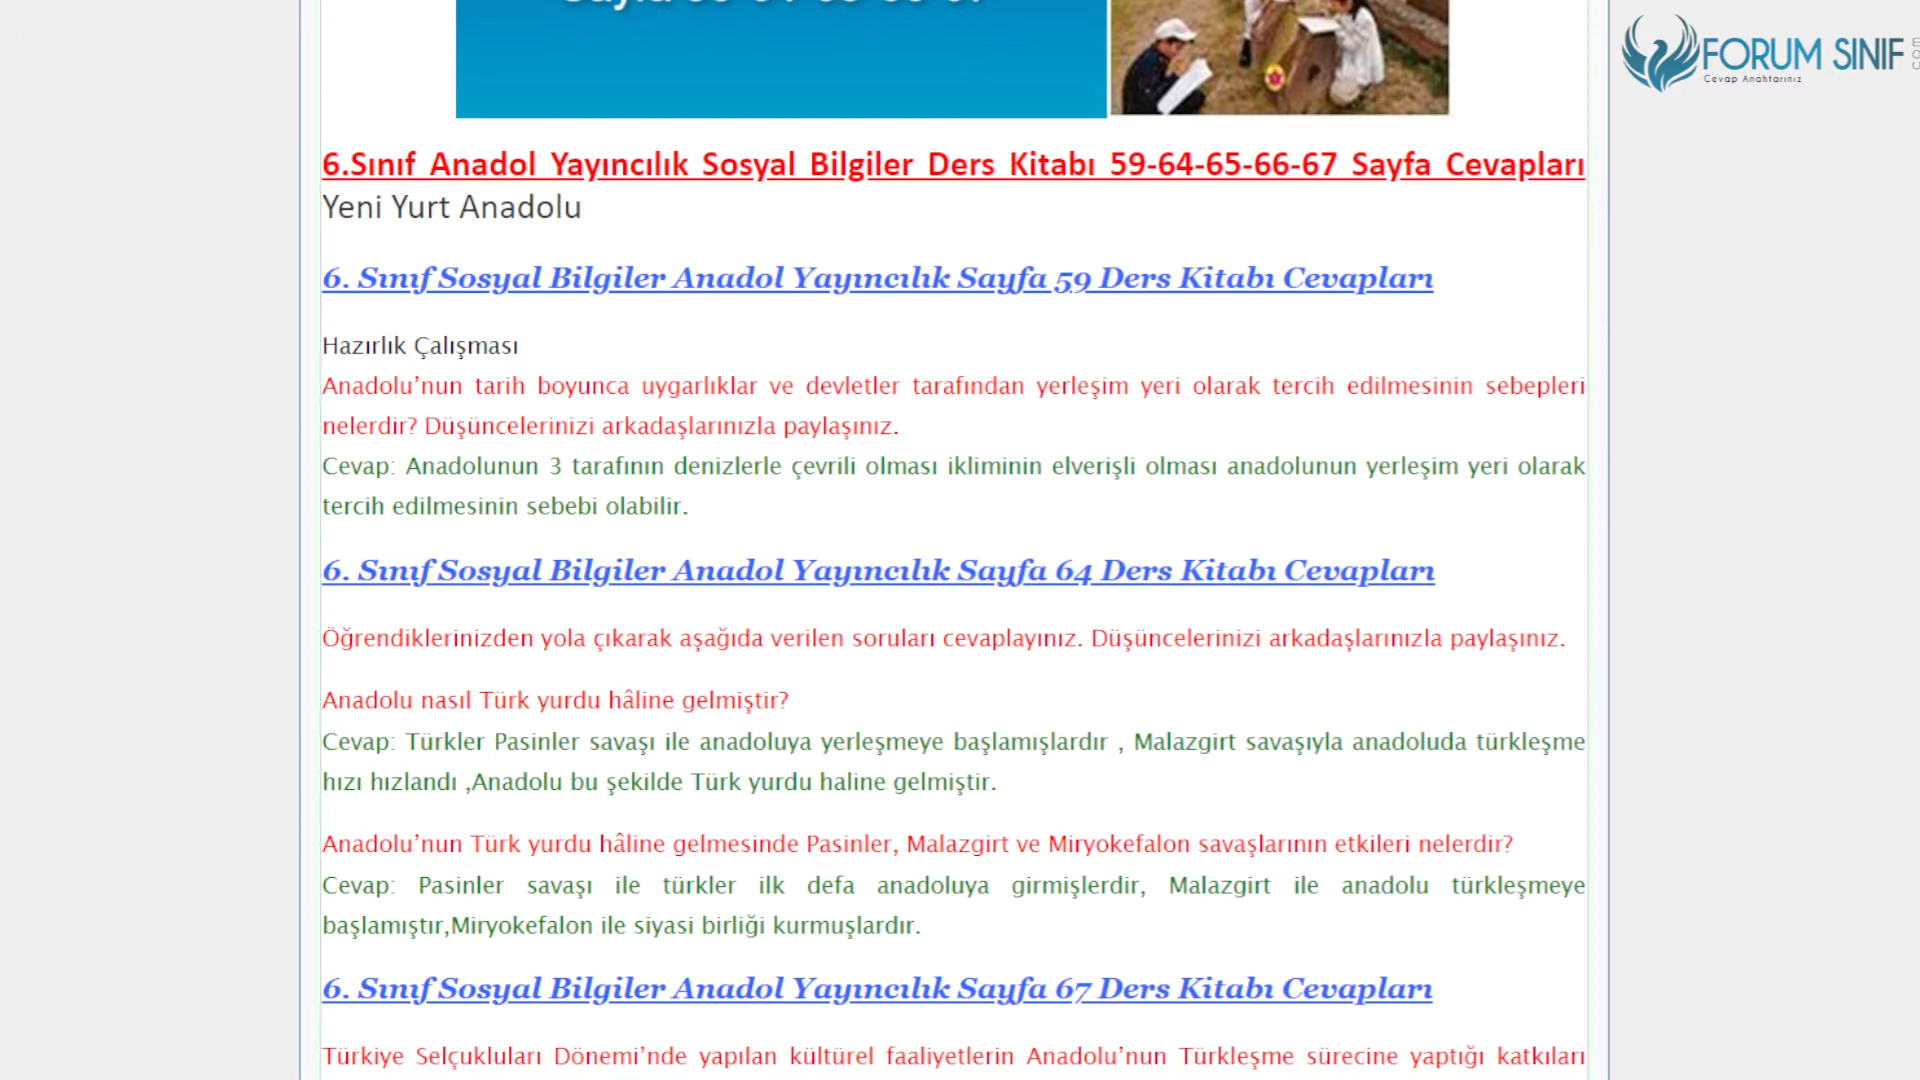 FORUM SINIF
Cevap Anahtarınız
6.Sınıf Anadol Yayıncılık Sosyal Bilgiler Ders Kitabı 59-64-65-66-67 Sayfa Cevapları
Yeni Yurt Anadolu
6. Sınıf Sosyal Bilgiler Anadol Yayıncılık Sayfa 59 Ders Kitabı Cevapları
Hazırlık Çalışması
Anadolu’nun tarih boyunca uygarlıklar ve devletler tarafından yerleşim yeri olarak tercih edilmesinin sebepleri
nelerdir? Düşüncelerinizi arkadaşlarınızla paylaşınız.
Cevap: Anadolunun 3 tarafının denizlerle çevrili olması ikliminin elverişli olması anadolunun yerleşim yeri olarak
tercih edilmesinin sebebi olabilir.
6. Sınıf Sosyal Bilgiler Anadol Yayıncılık Sayfa 64 Ders Kitabı Cevapları
Öğrendiklerinizden yola çıkarak aşağıda verilen soruları cevaplayınız. Düşüncelerinizi arkadaşlarınızla paylaşınız.
Anadolu nasıl Türk yurdu hâline gelmiştir?
Cevap: Türkler Pasinler savaşı ile anadoluya yerleşmeye başlamışlardır , Malazgirt savaşıyla anadoluda türkleşme
hızı hızlandı ,Anadolu bu şekilde Türk yurdu haline gelmiştir.
Anadolu’nun Türk yurdu hâline gelmesinde Pasinler, Malazgirt ve Miryokefalon savaşlarının etkileri nelerdir?
Cevap: Pasinler savaşı ile türkler ilk defa anadoluya girmişlerdir, Malazgirt ile anadolu türkleşmeye
başlamıştır,Miryokefalon ile siyasi birliği kurmuşlardır.
6. Sınıf Sosyal Bilgiler Anadol Yayıncılık Sayfa 67 Ders Kitabı Cevapları
Türkiye Selçukluları Dönemi’nde yapılan kültürel faaliyetlerin Anadolu’nun Türkleşme sürecine yaptığı katkıları